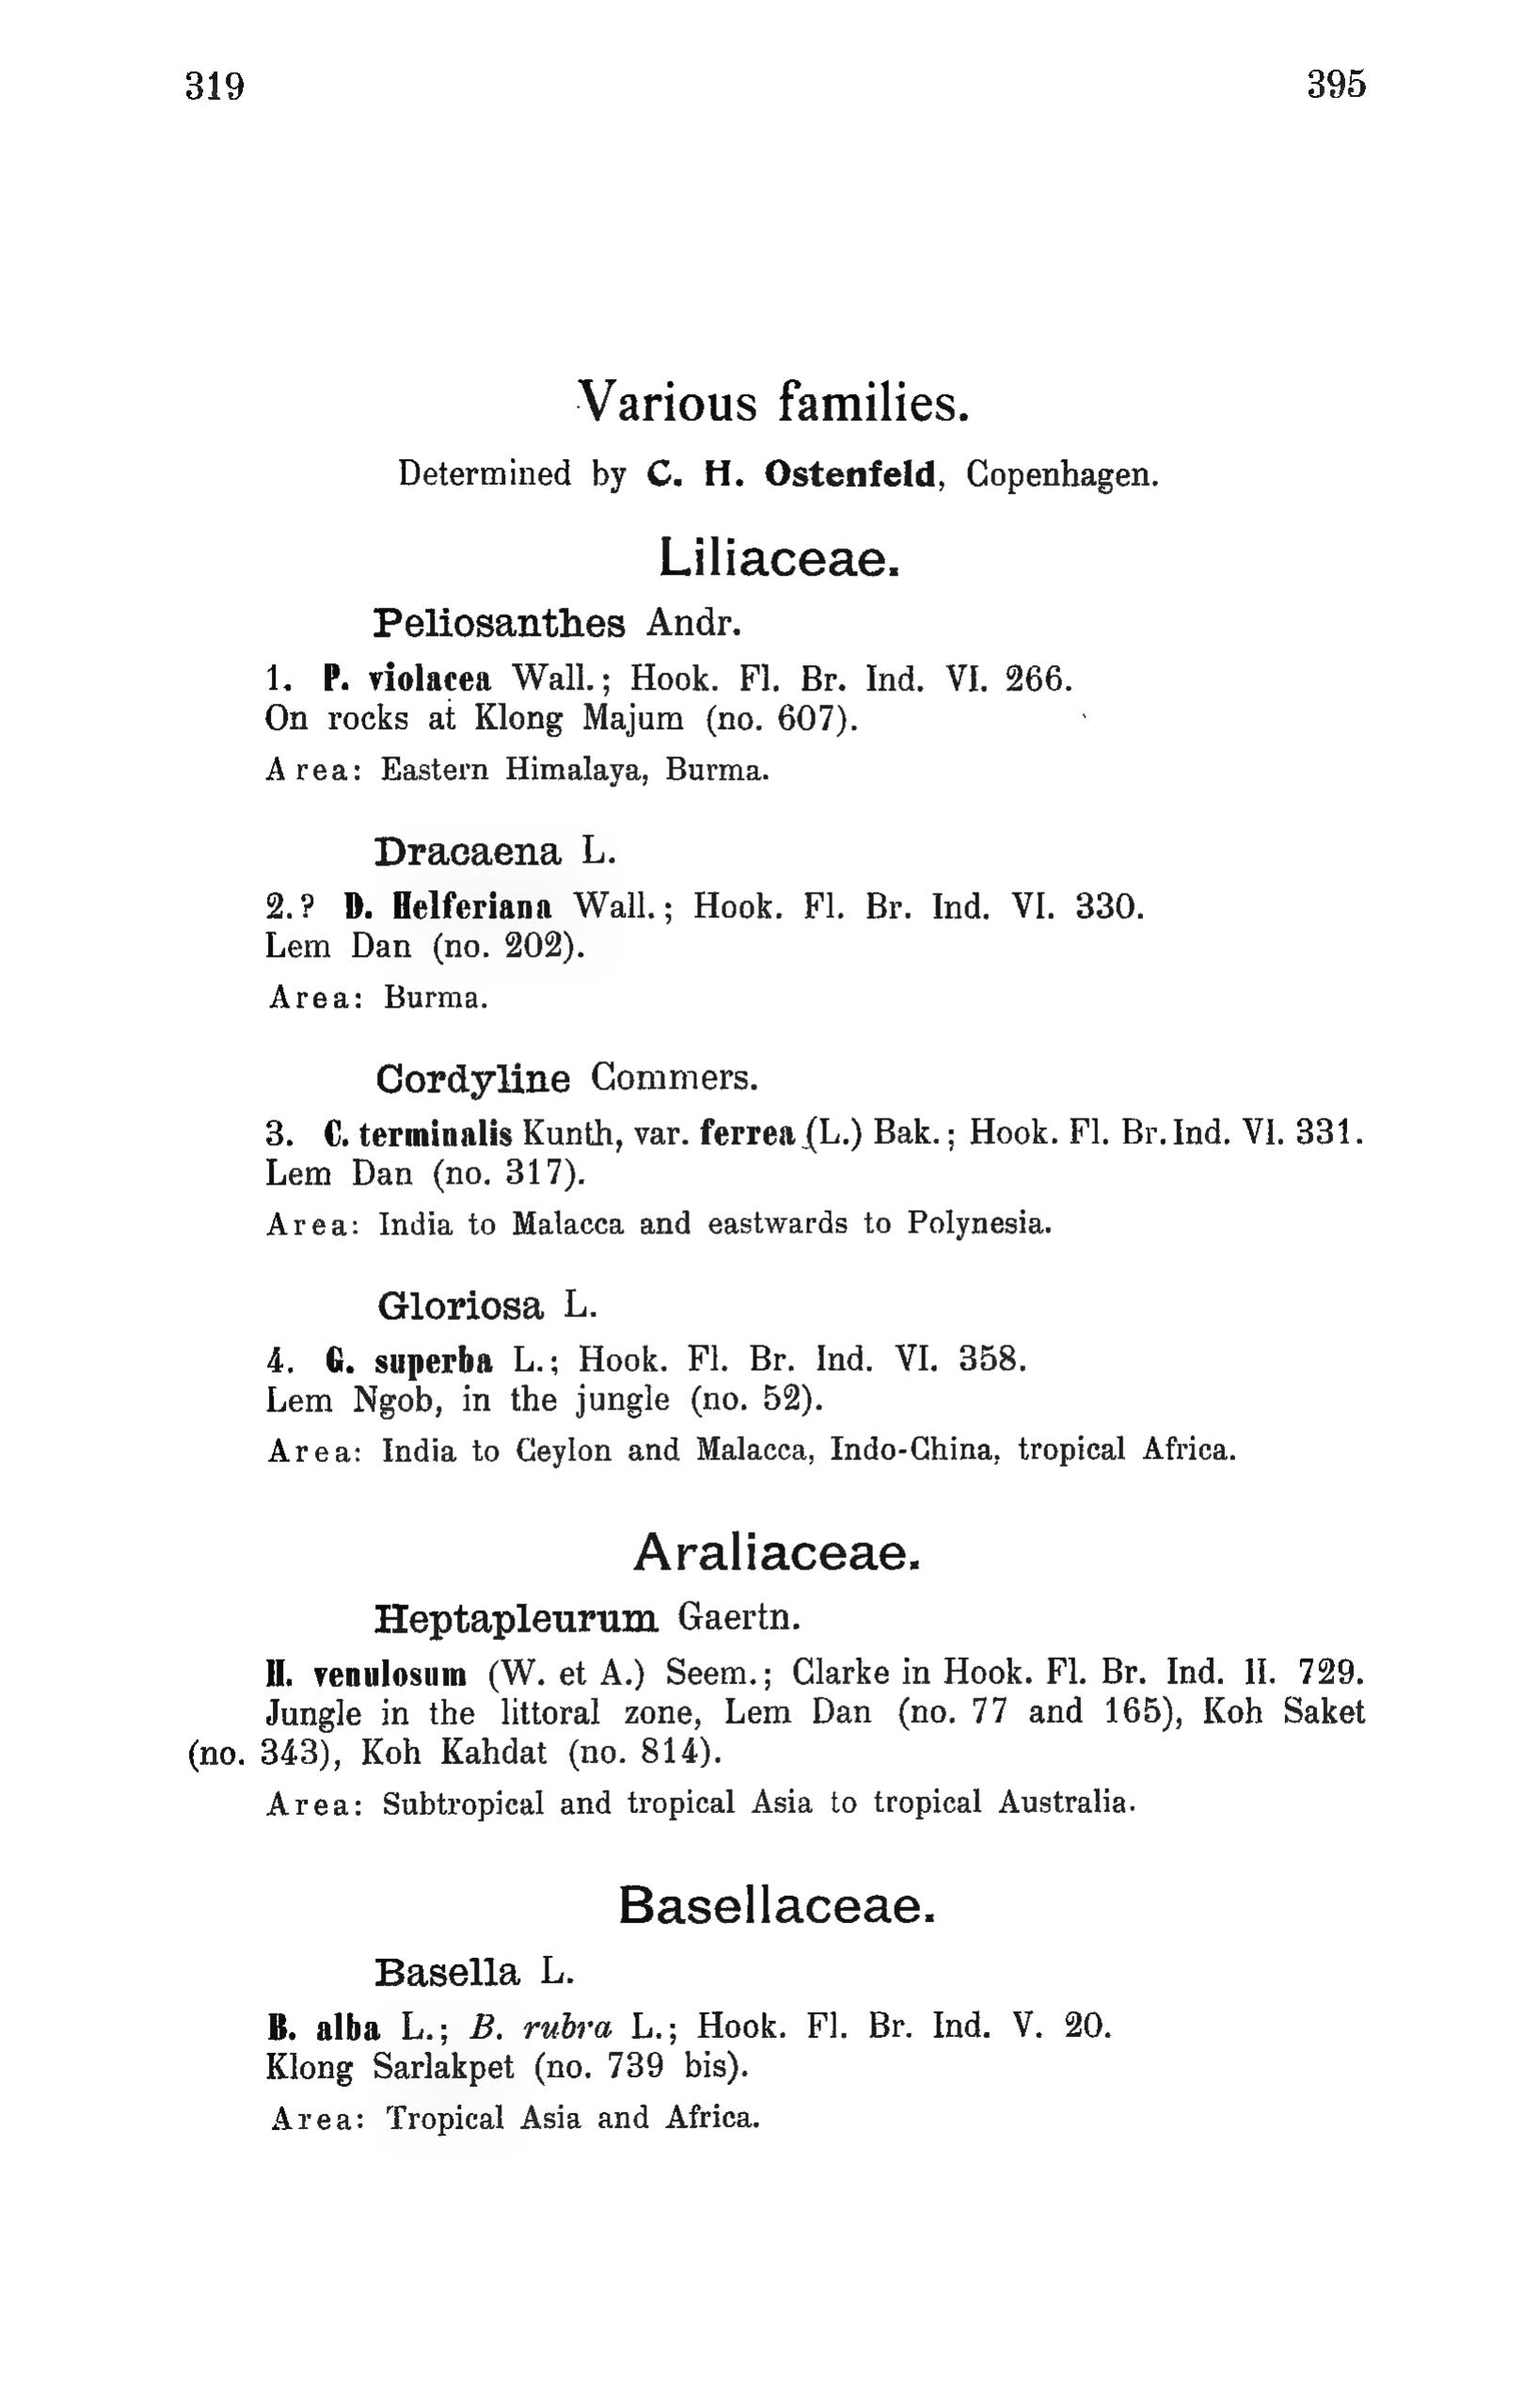 319 395
Various families.
Determined by C. H. Ostenfeld, Copenhagen.
Liliaceae.
Peliosanthes Andr.
1. P. violacea Wall.; Hook. Fl. Br. Ind. VI. 266.
On rocks at Klong Majum (no. 607).
Area: Eastern Himalaya, Burma.
Dracaena L.
2.? D. Helferiana Wall.; Hook. Fl. Br. Ind. VI. 330.
Lem Dan (no. 202).
Area: Burma.
Cordyline Commers.
3. C. terminalis Kunth, var. ferrea (L.) Bak.; Hook. Fl. Br. Ind. VI. 331.
Lem Dan (no. 317).
Area: India to Malacca and eastwards to Polynesia.
Gloriosa L.
4. G. superba L.; Hook. Fl. Br. Ind. VI. 358.
Lem Ngob, in the jungle (no. 52).
Area: India to Ceylon and Malacca, Indo-China, tropical Africa.
Araliaceae.
Heptapleurum Gaertn.
H. venulosum (W. et A.) Seem.; Clarke in Hook. Fl. Br. Ind. II. 729.
Jungle in the littoral zone, Lem Dan (no. 77 and 165), Koh Saket
(no. 343), Koh Kahdat (no. 814).
Area: Subtropical and tropical Asia to tropical Australia.
Basellaceae.
Basella L.
B. alba L.; B. rubra L.; Hook. Fl. Br. Ind. V. 20.
Klong Sarlakpet (no. 739 bis).
Area: Tropical Asia and Africa.